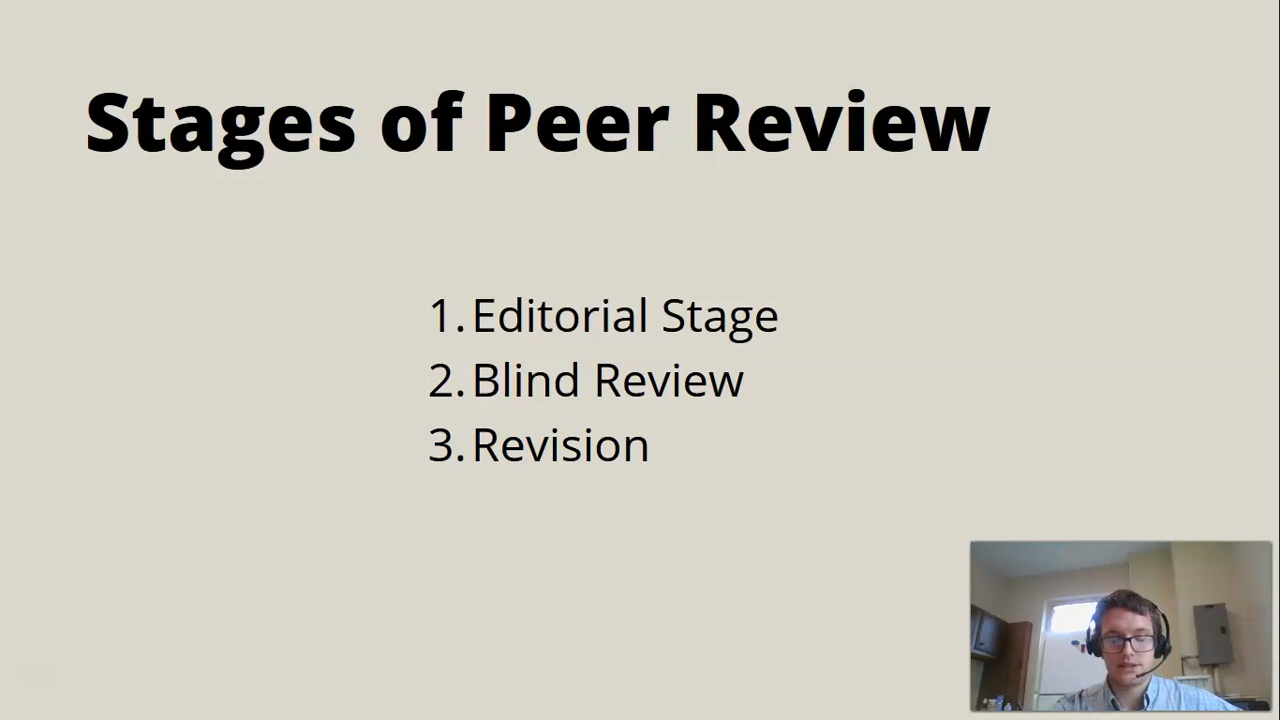 Stages of Peer Review
1. Editorial Stage
2. Blind Review
3. Revision